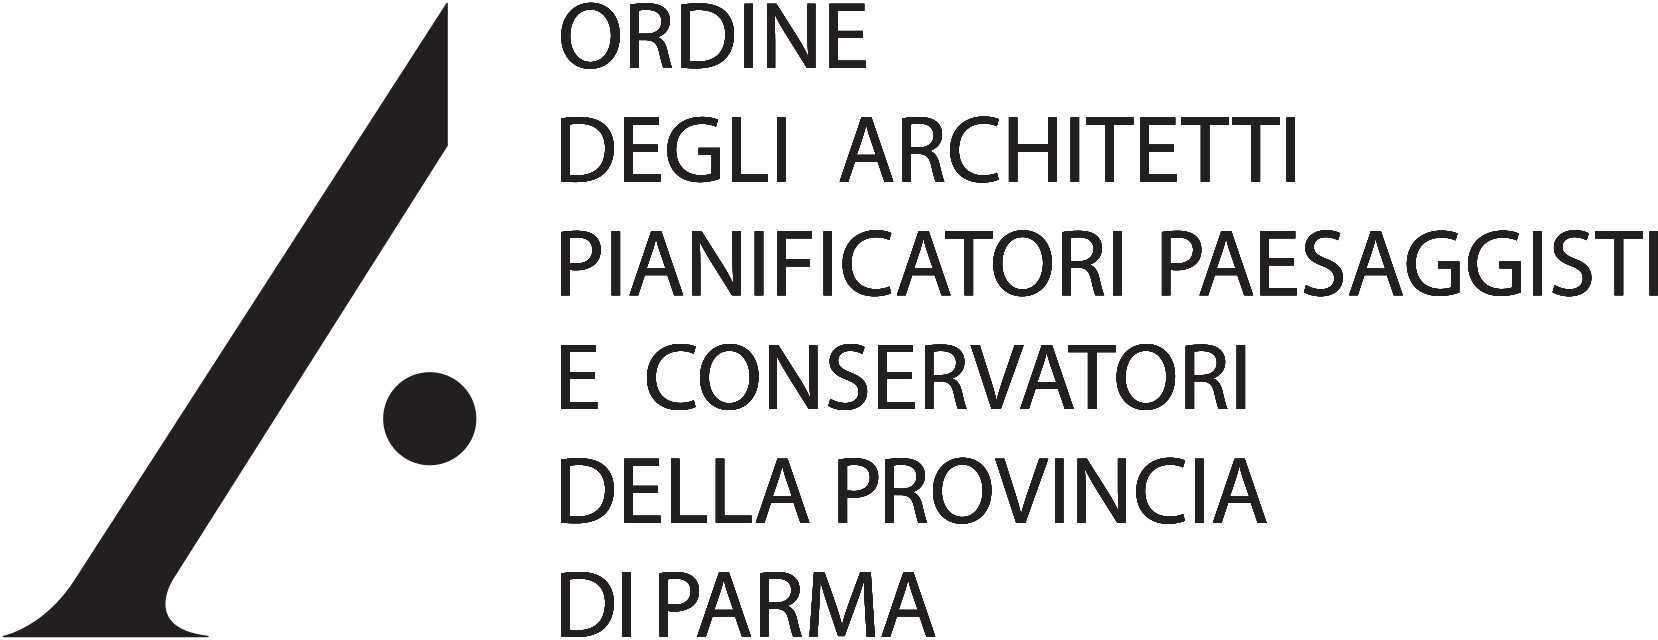 ORDINE
DEGLI ARCHITETTI
PIANIFICATORI PAESAGGISTI
E CONSERVATORI
DELLA PROVINCIA
DI PARMA